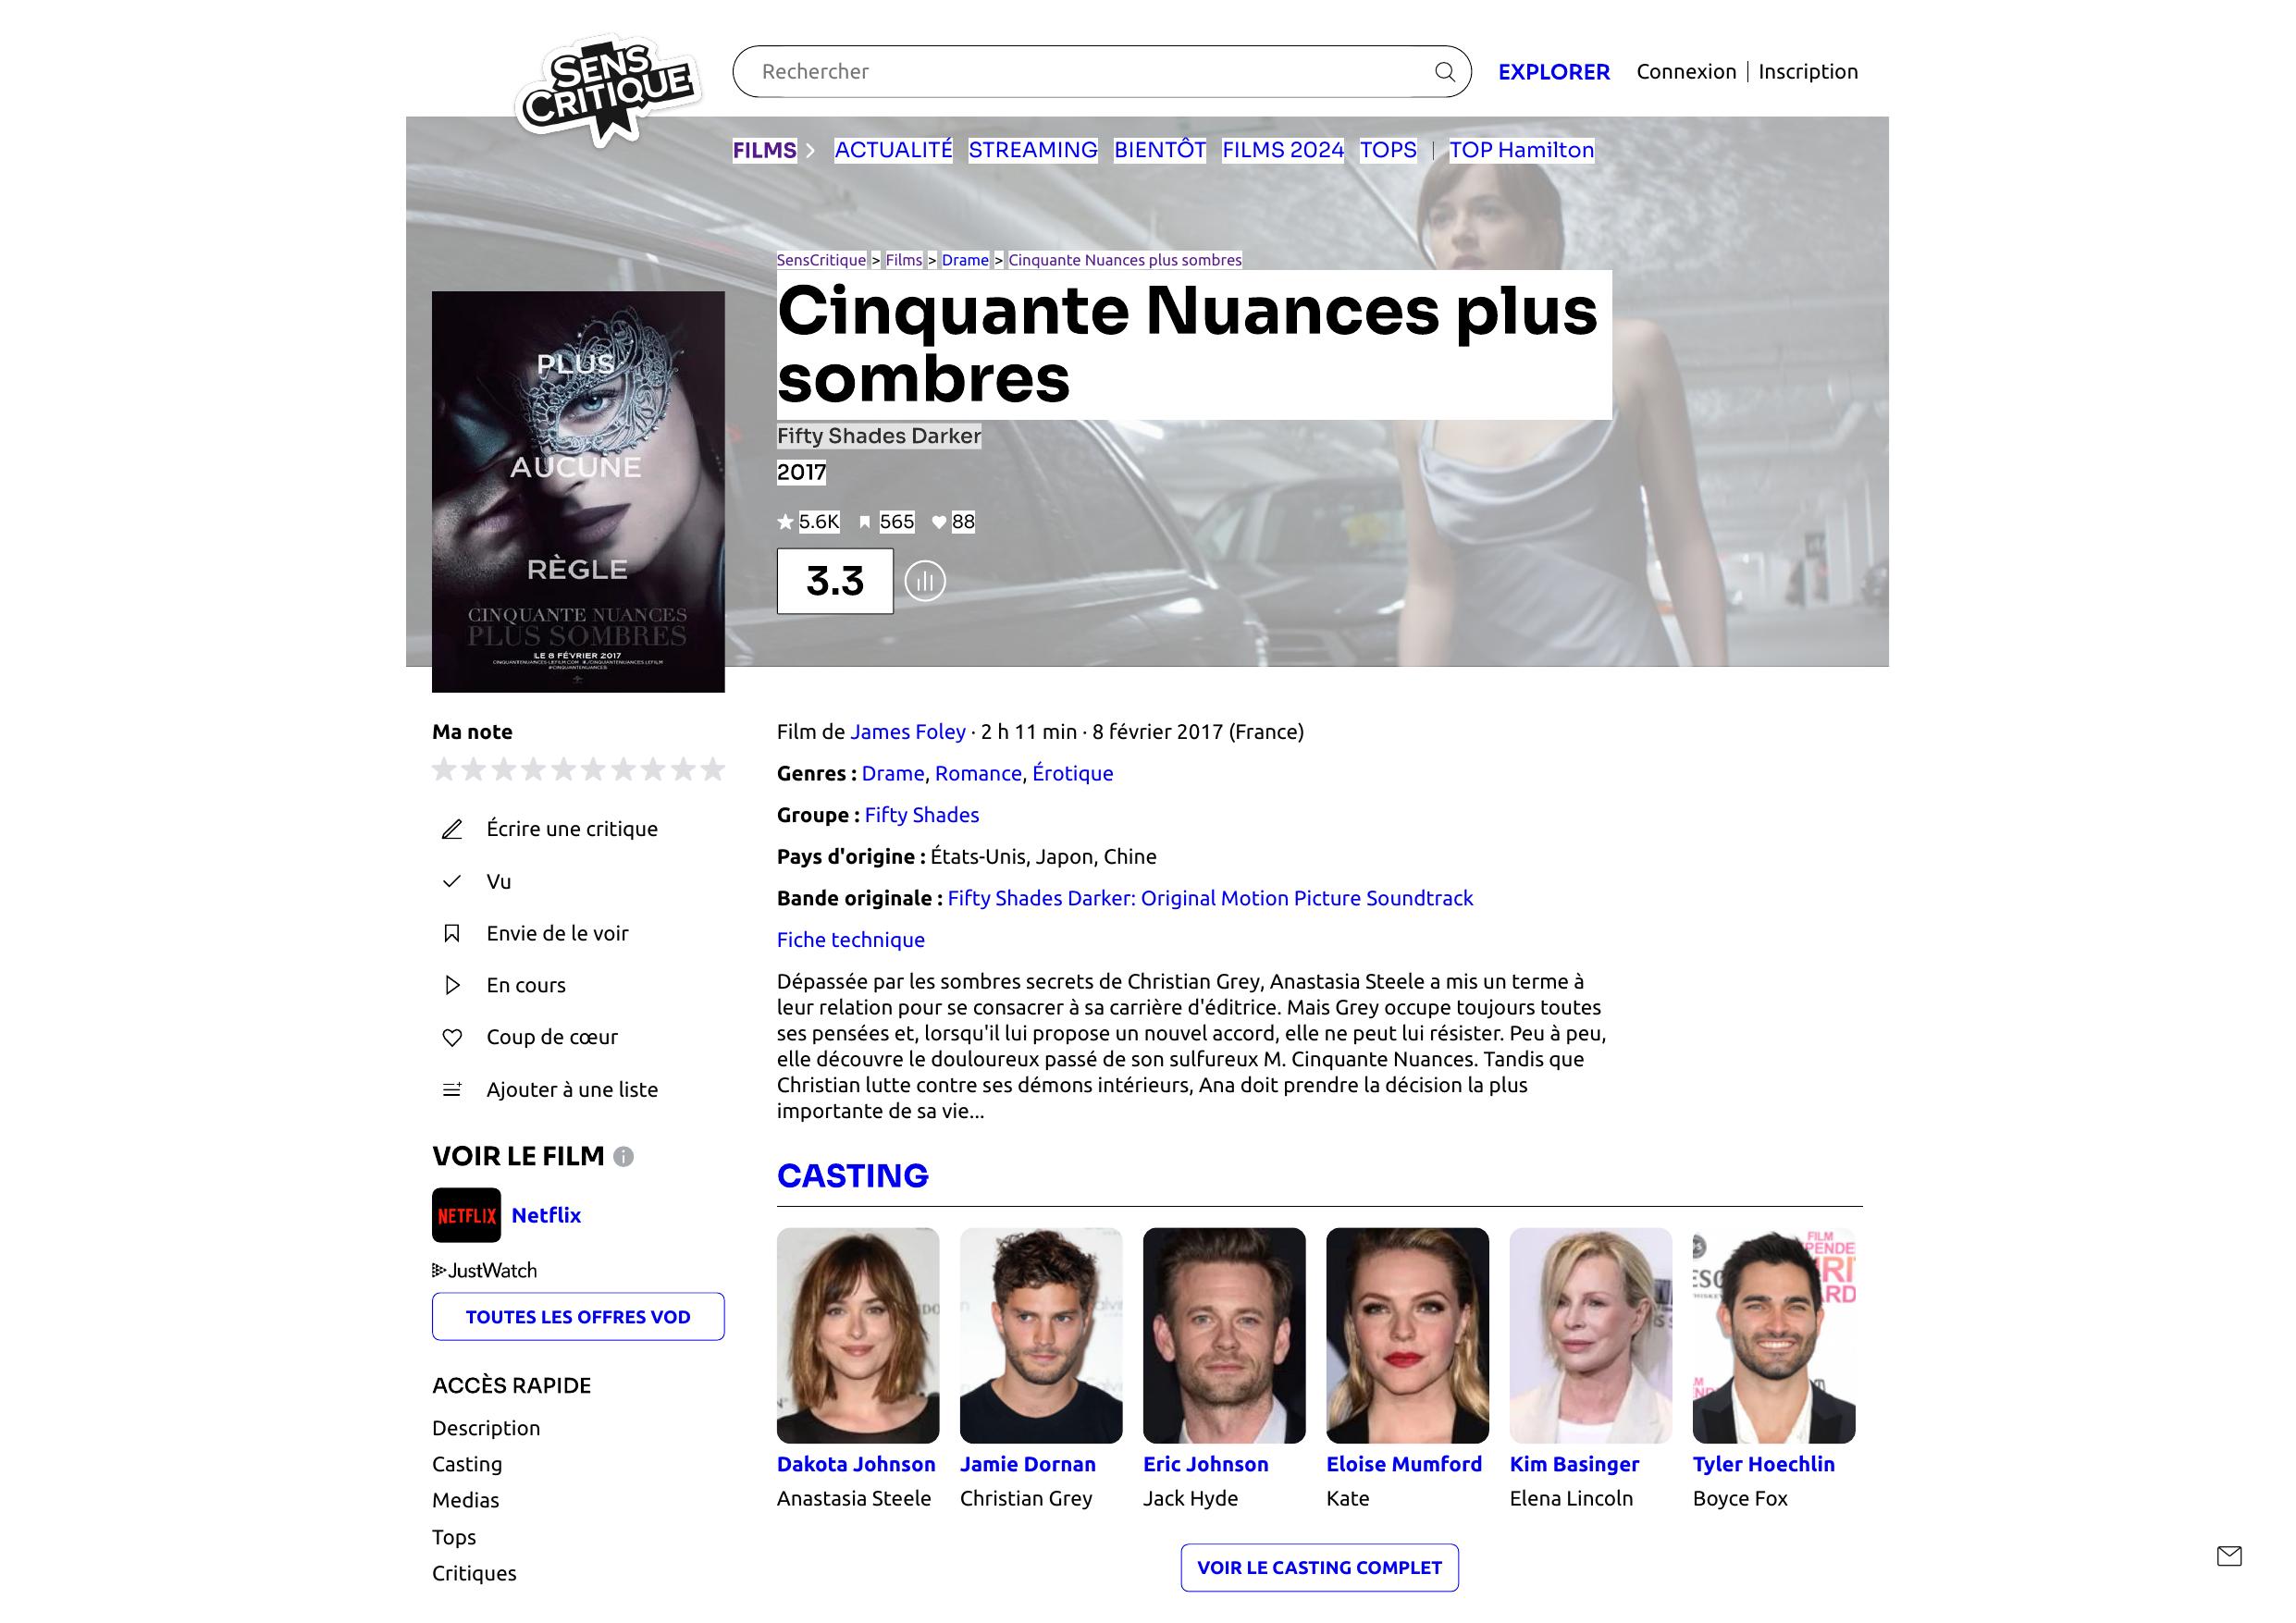 SENS
CRITIQUE
Rechercher
EXPLORER
Connexion | Inscription
FILMS
ACTUALITÉ
STREAMING
BIENTÔT
FILMS 2024
TOPS
TOP Hamilton
SensCritique > Films > Drame > Cinquante Nuances plus sombres
Cinquante Nuances plus
sombres
Fifty Shades Darker
2017
5.6K
565
88
3.3
PLUS
AUCUNE
RÈGLE
CINQUANTE NUANCES
PLUS SOMBRES
LE 8 FÉVRIER 2017
Ma note
Écrire une critique
Vu
Envie de le voir
En cours
Coup de cœur
Ajouter à une liste
VOIR LE FILM
NETFLIX
Netflix
JustWatch
TOUTES LES OFFRES VOD
ACCÈS RAPIDE
Description
Casting
Medias
Tops
Critiques
Film de James Foley · 2 h 11 min · 8 février 2017 (France)
Genres : Drame, Romance, Érotique
Groupe : Fifty Shades
Pays d'origine : États-Unis, Japon, Chine
Bande originale : Fifty Shades Darker: Original Motion Picture Soundtrack
Fiche technique
Dépassée par les sombres secrets de Christian Grey, Anastasia Steele a mis un terme à
leur relation pour se consacrer à sa carrière d'éditrice. Mais Grey occupe toujours toutes
ses pensées et, lorsqu'il lui propose un nouvel accord, elle ne peut lui résister. Peu à peu,
elle découvre le douloureux passé de son sulfureux M. Cinquante Nuances. Tandis que
Christian lutte contre ses démons intérieurs, Ana doit prendre la décision la plus
importante de sa vie...
CASTING
Dakota Johnson
Anastasia Steele
Jamie Dornan
Christian Grey
Eric Johnson
Jack Hyde
Eloise Mumford
Kate
Kim Basinger
Elena Lincoln
FILM
Tyler Hoechlin
Boyce Fox
VOIR LE CASTING COMPLET